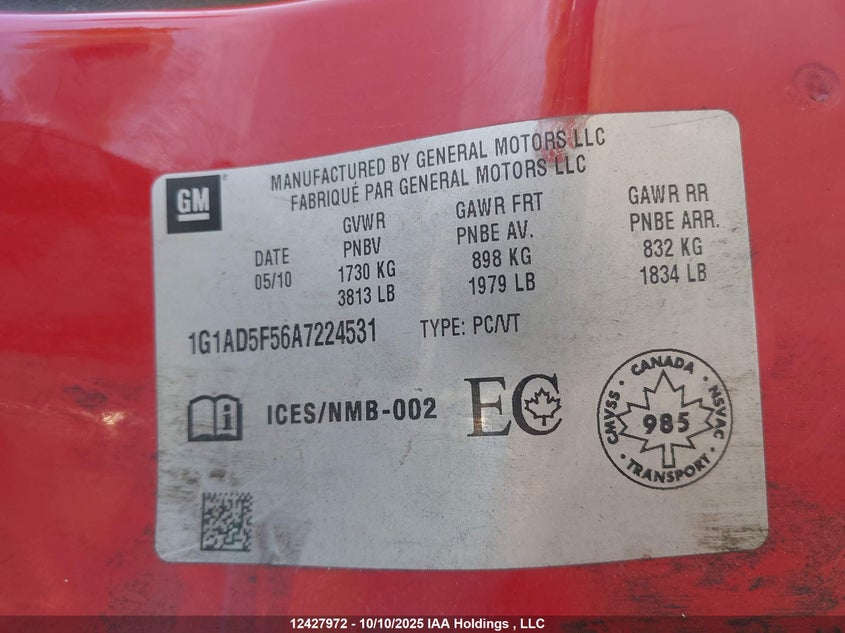 GM
MANUFACTURED BY GENERAL MOTORS LLC
FABRIQUÉ PAR GENERAL MOTORS LLC
DATE
05/10
GVWR
PNBV
1730 KG
3813 LB
GAWR FRT
PNBE AV.
898 KG
1979 LB
GAWR RR
PNBE ARR.
832 KG
1834 LB
1G1AD5F56A7224531 TYPE: PC/VT
i ICES/NMB-002 EC
CANADA
CMVSS 985 NSVAC
TRANSPORT
12427972 - 10/10/2025 IAA Holdings , LLC